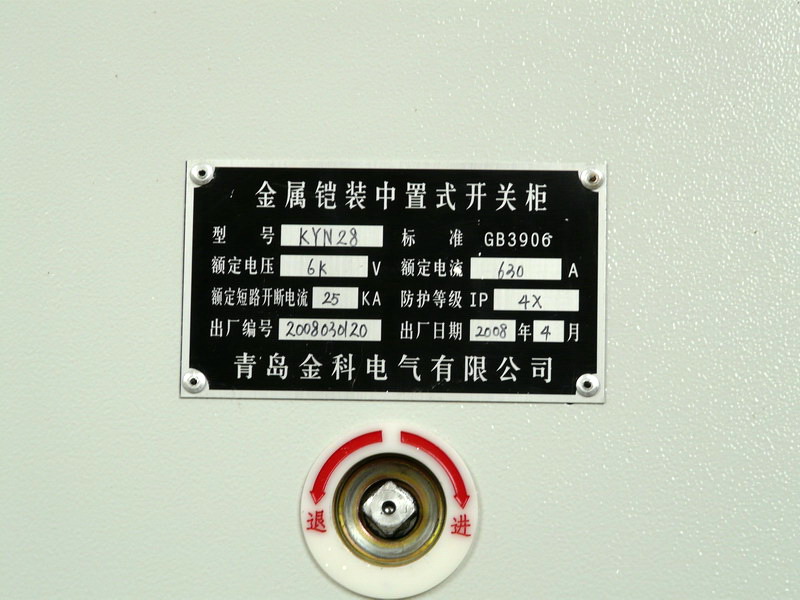 金属铠装中置式开关柜
型 号 KYN28 标 准 GB3906
额定电压 6K V 额定电流 630 A
额定短路开断电流 25 KA 防护等级 IP 4X
出厂编号 2008030120 出厂日期 2008 年 4 月
青岛金科电气有限公司
退 进